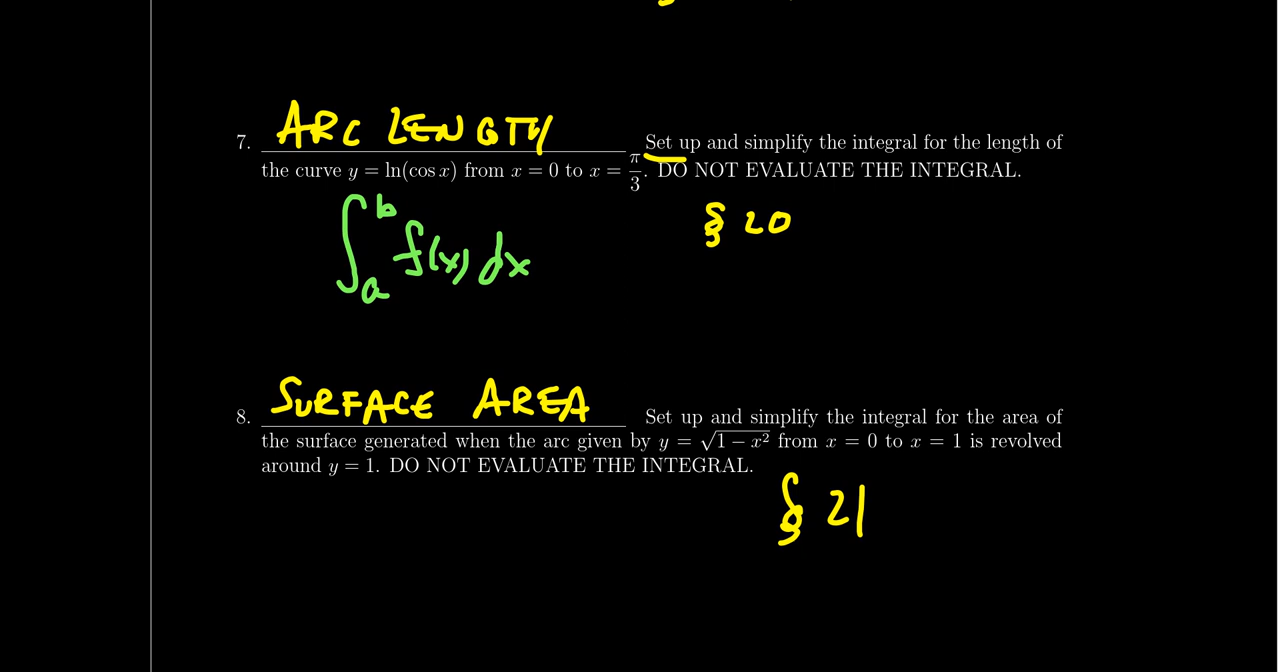 7. ARC LENGTH Set up and simplify the integral for the length of
the curve y = ln(cos x) from x = 0 to x = π/3. DO NOT EVALUATE THE INTEGRAL.
§ 20
∫_a^b f(x) dx
8. SURFACE AREA Set up and simplify the integral for the area of
the surface generated when the arc given by y = √(1 − x²) from x = 0 to x = 1 is revolved
around y = 1. DO NOT EVALUATE THE INTEGRAL.
§ 21